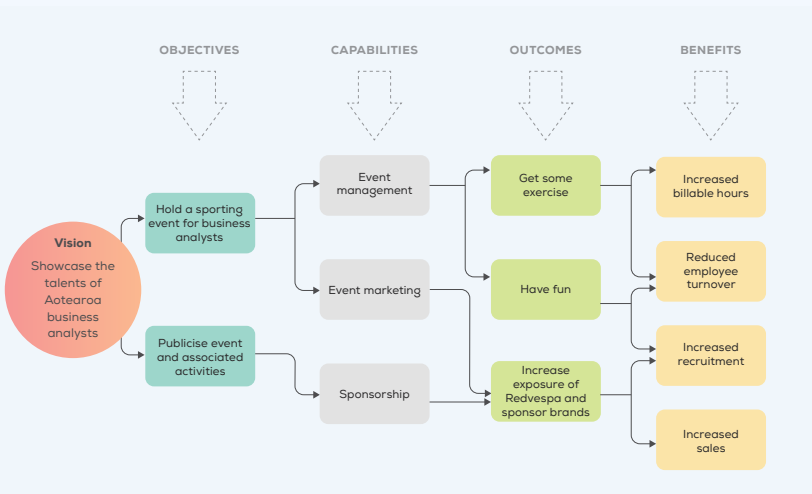 OBJECTIVES
CAPABILITIES
OUTCOMES
BENEFITS
Vision
Showcase the
talents of
Aotearoa
business
analysts
Hold a sporting
event for business
analysts
Publicise event
and associated
activities
Event
management
Event marketing
Sponsorship
Get some
exercise
Have fun
Increase
exposure of
Redvespa and
sponsor brands
Increased
billable hours
Reduced
employee
turnover
Increased
recruitment
Increased
sales